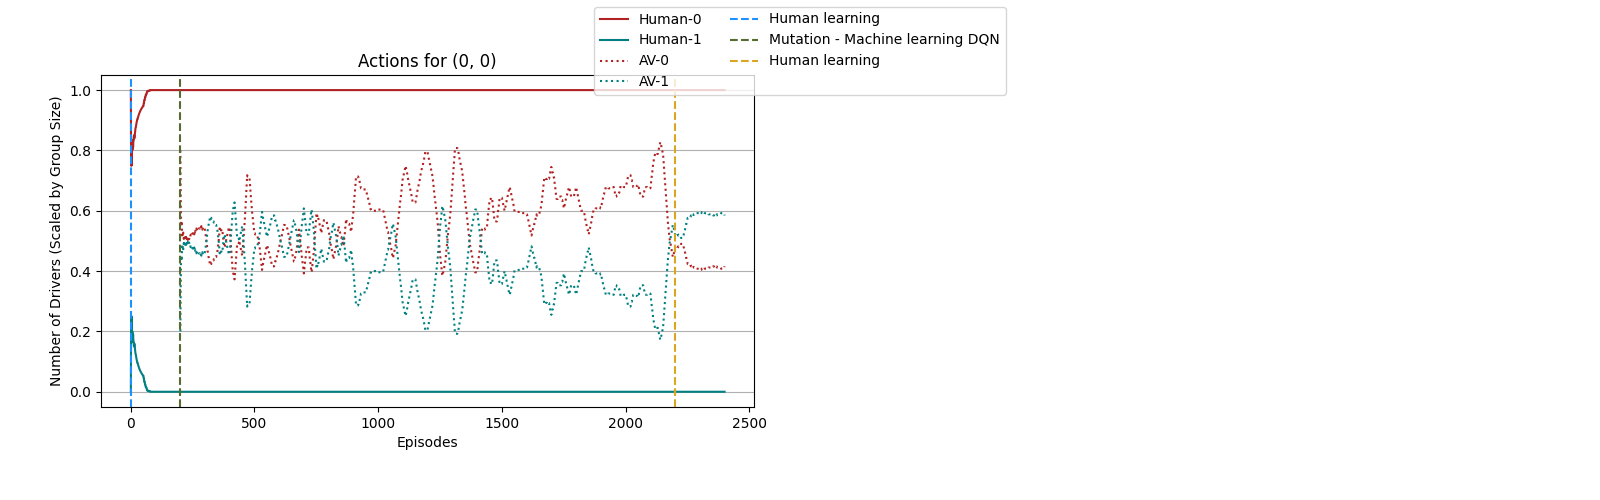 Human-0
Human-1
AV-0
AV-1
Human learning
Mutation - Machine learning DQN
Human learning
Actions for (0, 0)
Number of Drivers (Scaled by Group Size)
1.0
0.8
0.6
0.4
0.2
0.0
0
500
1000
1500
2000
2500
Episodes